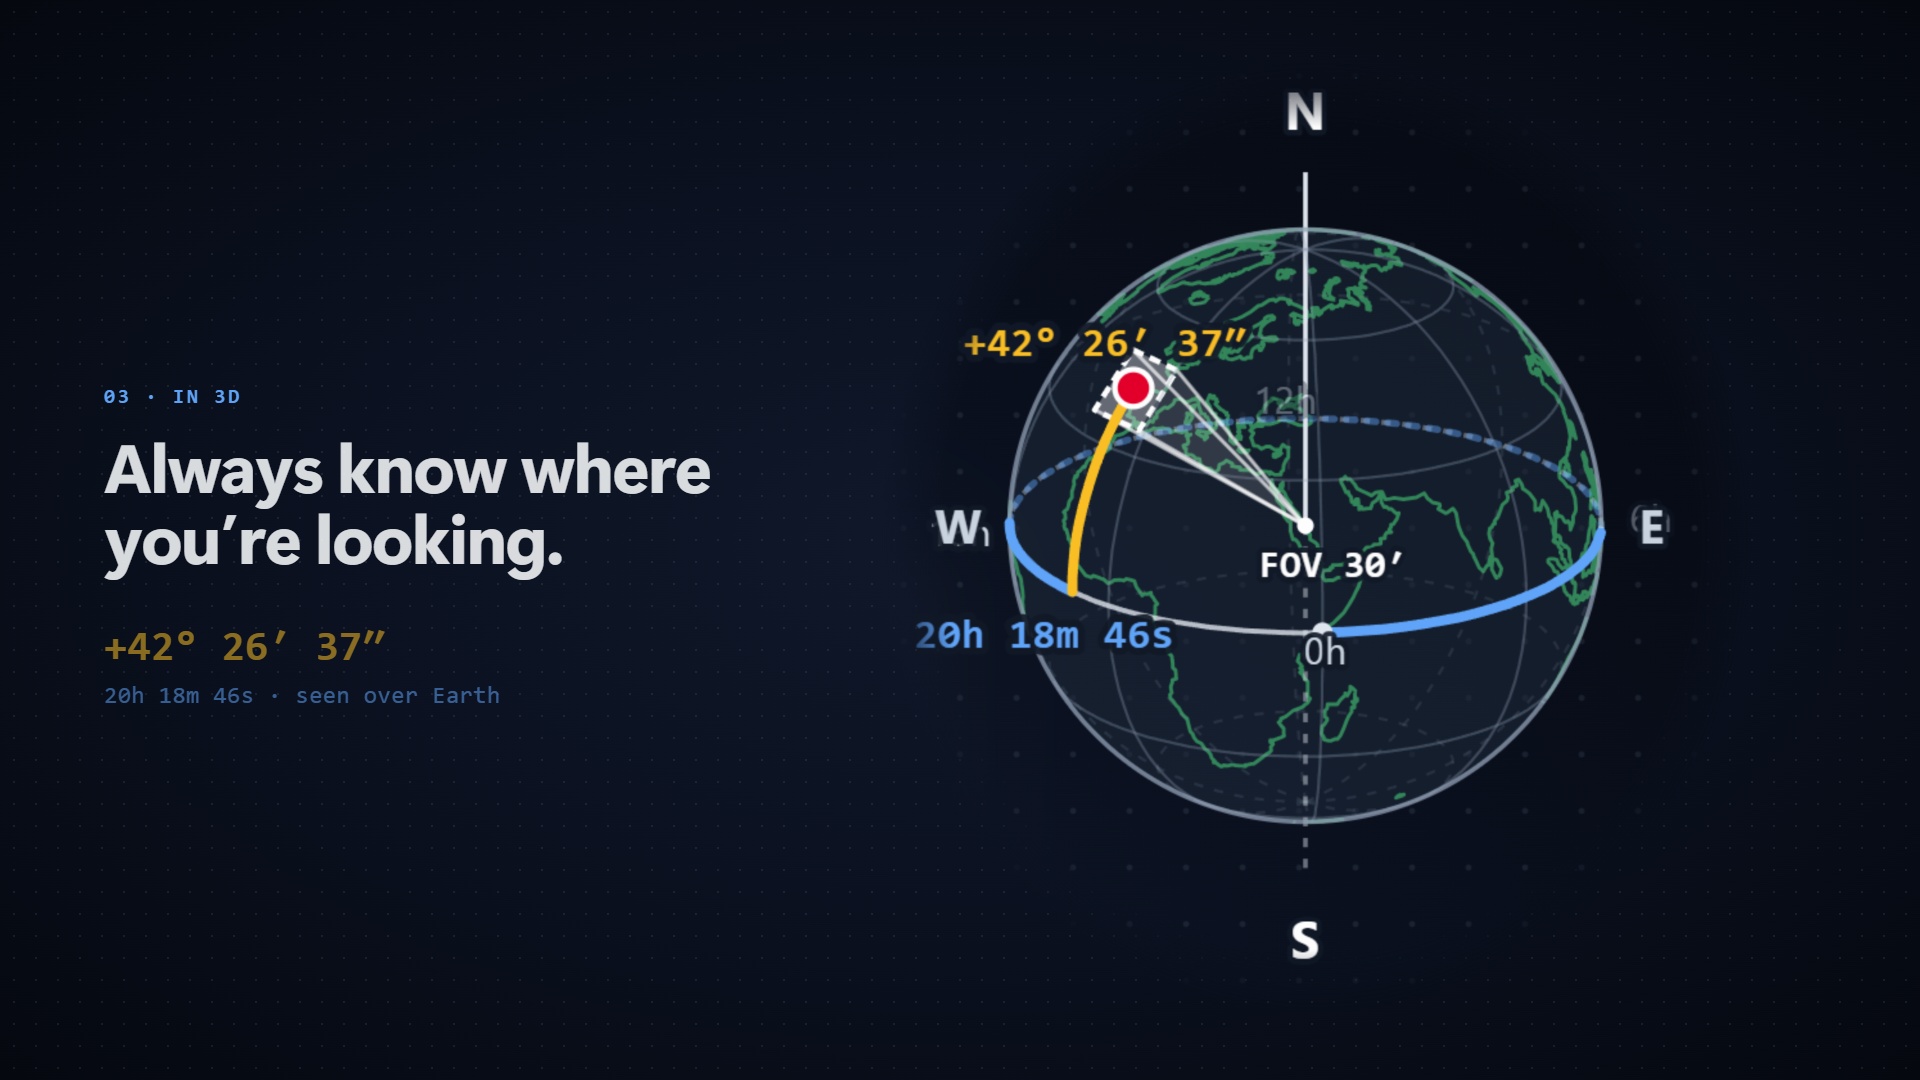 03 · IN 3D
Always know where
you’re looking.
+42° 26′ 37″
20h 18m 46s · seen over Earth
N
+42° 26′ 37″
12h
W
E
FOV 30′
20h 18m 46s
0h
S